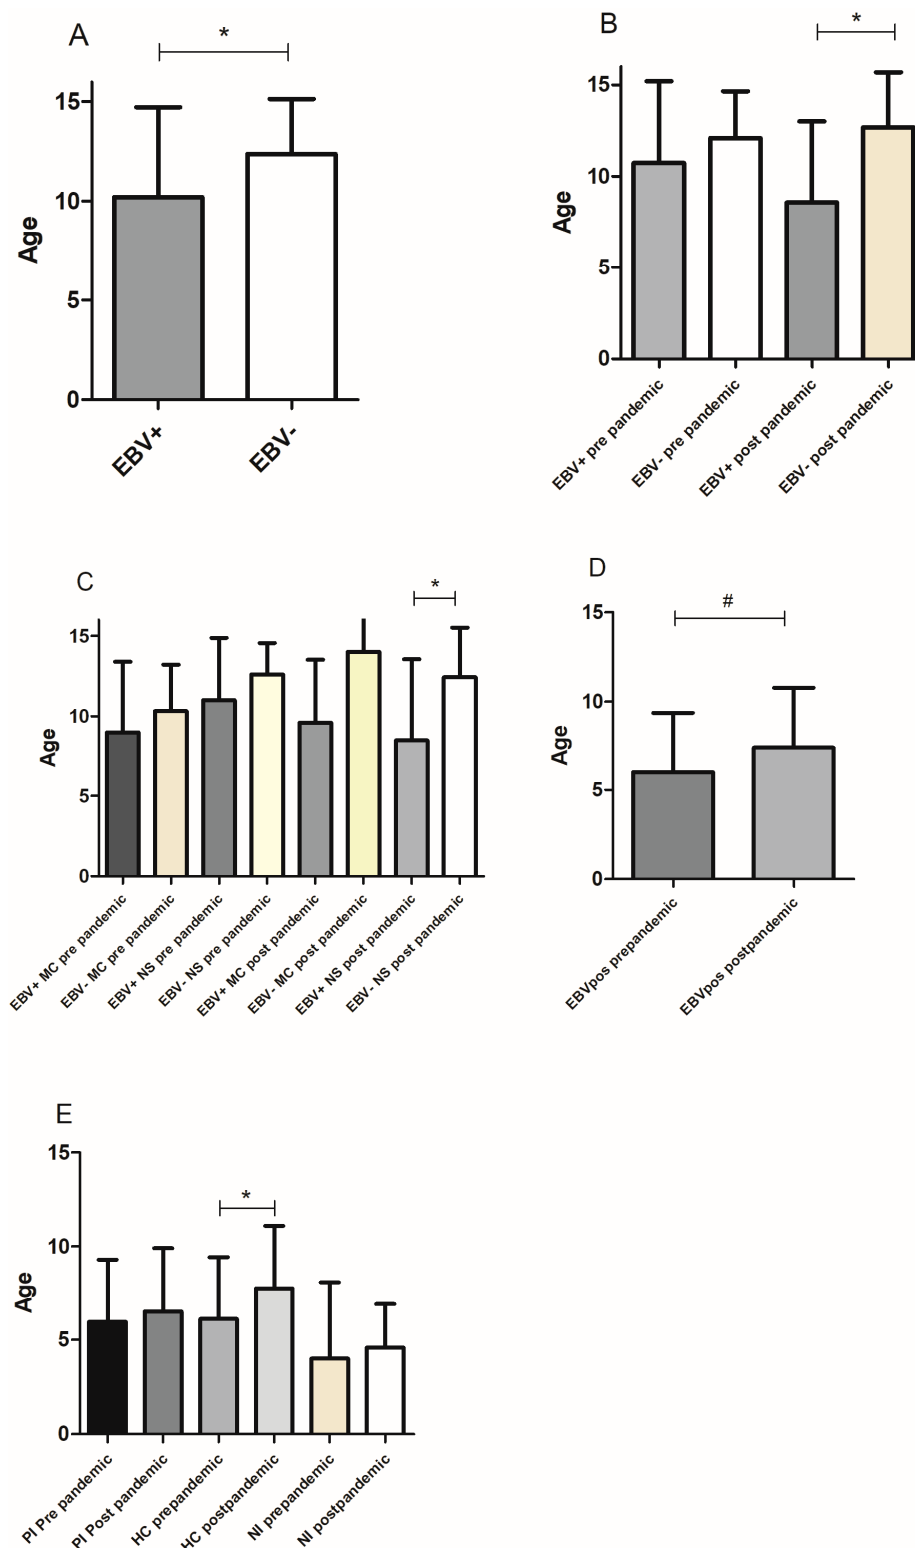 A
*
15
10
5
0
Age
EBV+
EBV-
B
*
15
10
5
0
Age
EBV+ pre pandemic
EBV- pre pandemic
EBV+ post pandemic
EBV- post pandemic
C
*
15
10
5
0
Age
EBV+ MC pre pandemic
EBV- MC pre pandemic
EBV+ NS pre pandemic
EBV- NS pre pandemic
EBV+ MC post pandemic
EBV- MC post pandemic
EBV+ NS post pandemic
EBV- NS post pandemic
D
#
15
10
5
0
Age
EBVpos prepandemic
EBVpos postpandemic
E
*
15
10
5
0
Age
PI Pre pandemic
PI Post pandemic
HC prepandemic
HC postpandemic
NI prepandemic
NI postpandemic